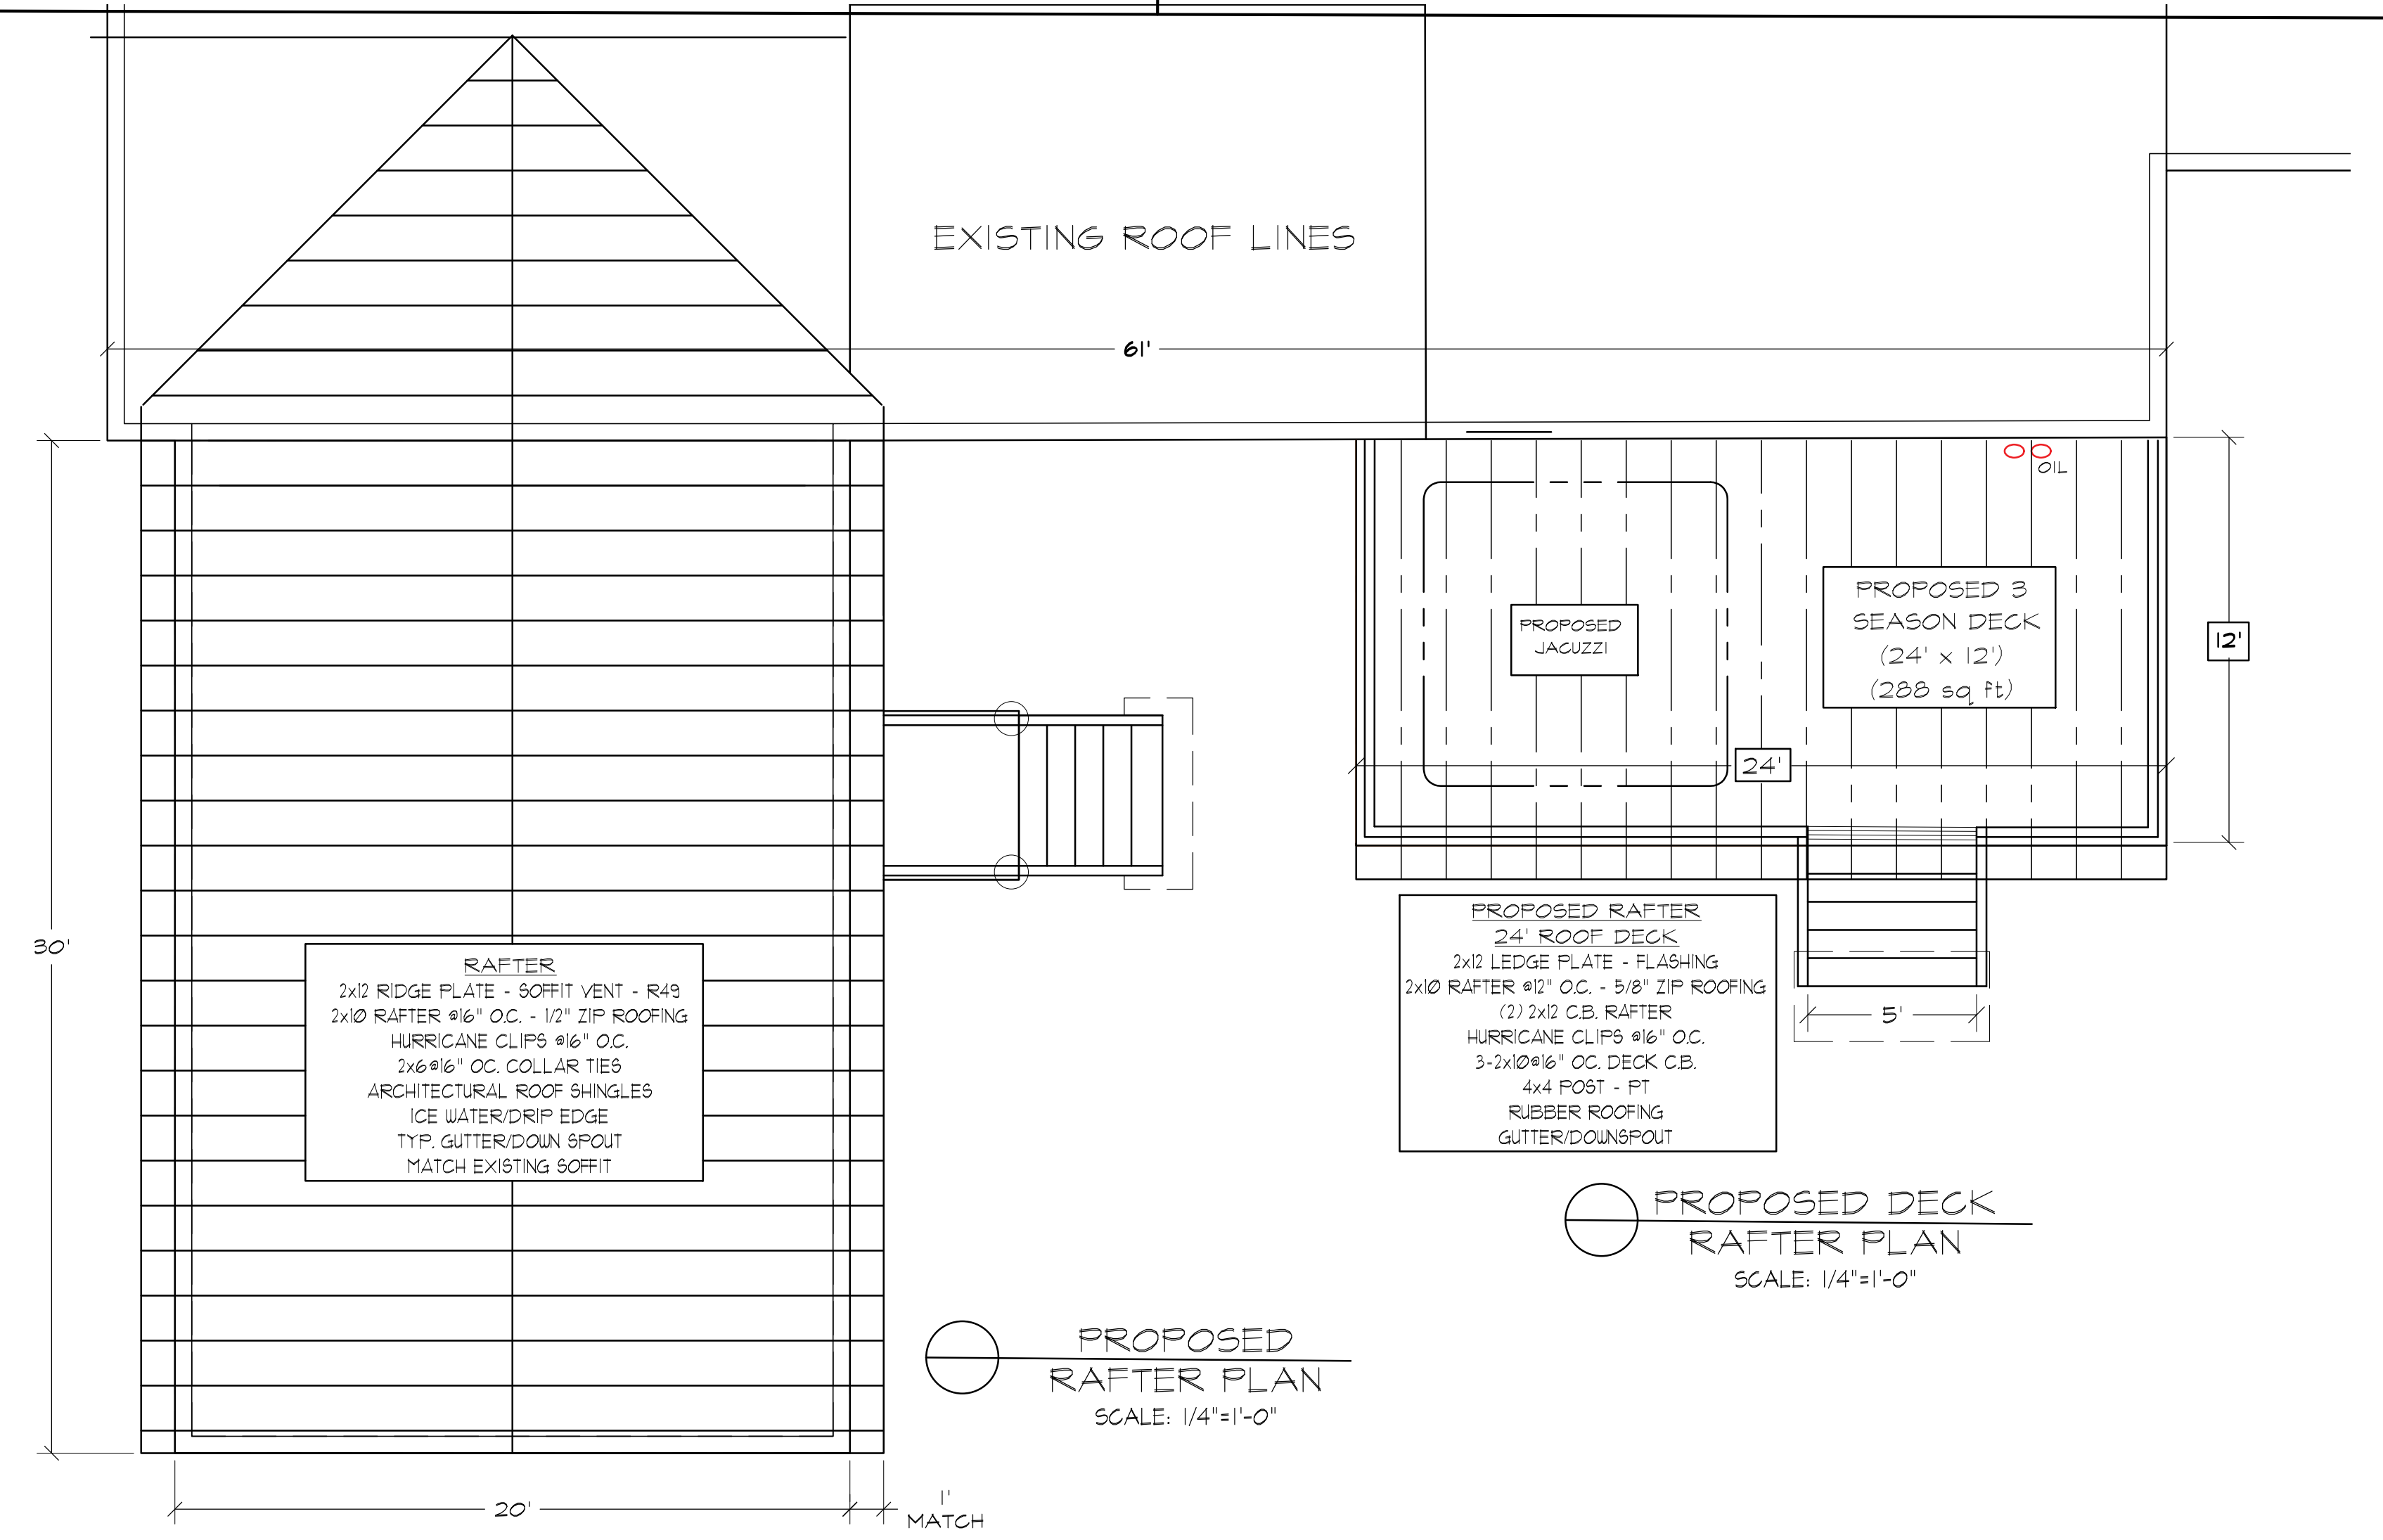 EXISTING ROOF LINES
61'
OIL
PROPOSED 3
SEASON DECK
(24' x 12')
(288 sq ft)
PROPOSED
JACUZZI
12'
24'
30'
RAFTER
2x12 RIDGE PLATE - SOFFIT VENT - R49
2x10 RAFTER @16" O.C. - 1/2" ZIP ROOFING
HURRICANE CLIPS @16" O.C.
2x6@16" OC. COLLAR TIES
ARCHITECTURAL ROOF SHINGLES
ICE WATER/DRIP EDGE
TYP. GUTTER/DOWN SPOUT
MATCH EXISTING SOFFIT
PROPOSED RAFTER
24' ROOF DECK
2x12 LEDGE PLATE - FLASHING
2x10 RAFTER @12" O.C. - 5/8" ZIP ROOFING
(2) 2x12 C.B. RAFTER
HURRICANE CLIPS @16" O.C.
3-2x10@16" OC. DECK C.B.
4x4 POST - PT
RUBBER ROOFING
GUTTER/DOWNSPOUT
5'
PROPOSED DECK
RAFTER PLAN
SCALE: 1/4"=1'-0"
PROPOSED
RAFTER PLAN
SCALE: 1/4"=1'-0"
20'
1'
MATCH